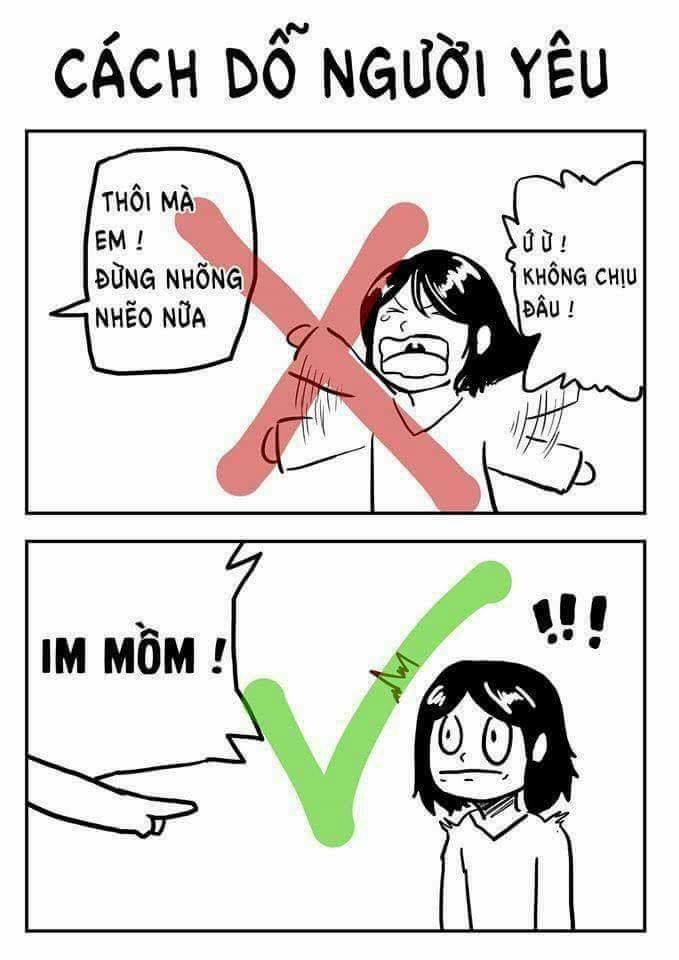 CÁCH DỖ NGƯỜI YÊU
THÔI MÀ
EM !
ĐỪNG NHÕNG
NHẼO NỮA
Ứ Ừ !
KHÔNG CHỊU
ĐÂU !
IM MỒM !
!!!